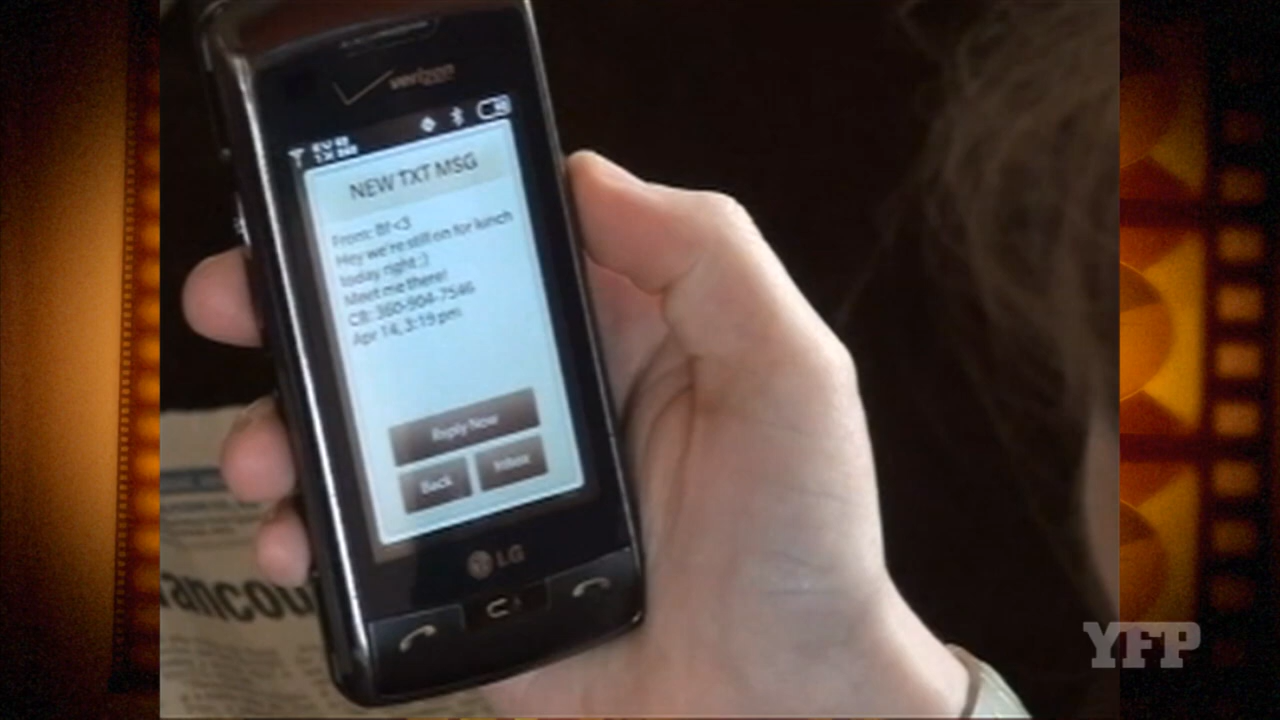 verizon
NEW TXT MSG
From: Bf<3
Hey we're still on for lunch
today right :)
Meet me there!
CB: 360-904-7546
Apr 14, 3:19 pm
Reply Now
Back
Inbox
LG
ancou
YFP